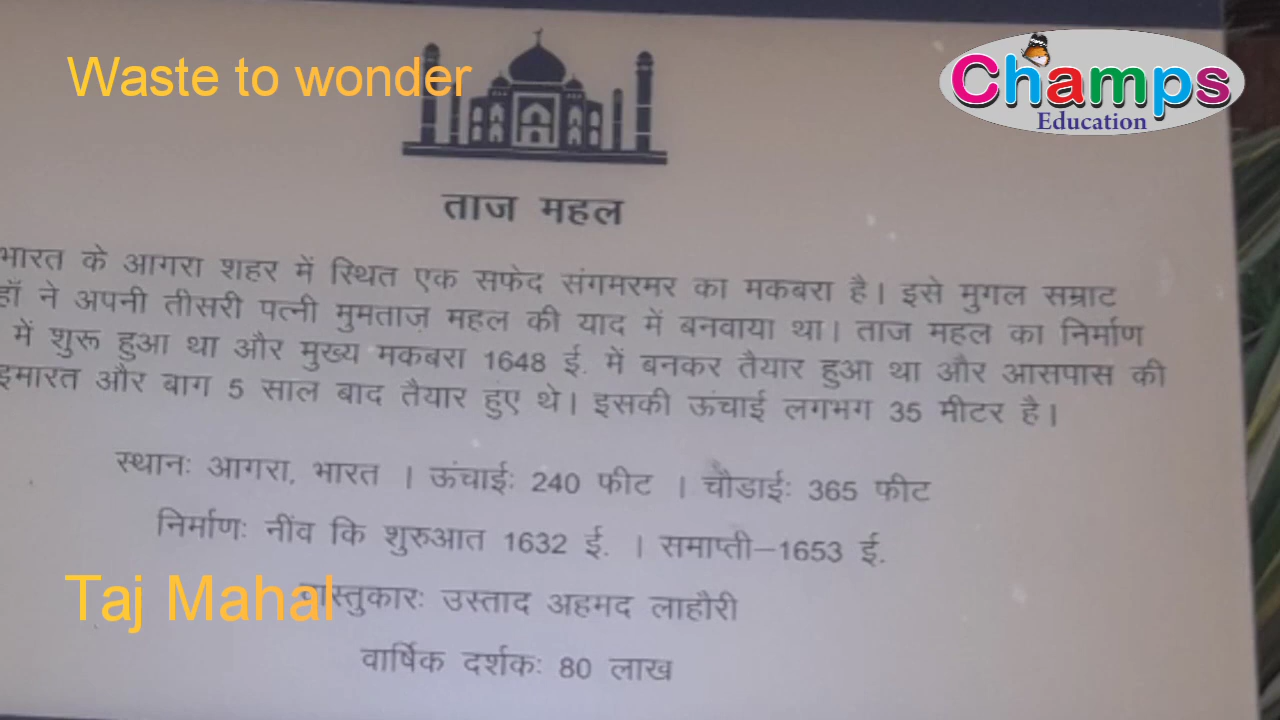 Waste to wonder
Champs
Education
ताज महल
भारत के आगरा शहर में स्थित एक सफेद संगमरमर का मकबरा है। इसे मुगल सम्राट
ने अपनी तीसरी पत्नी मुमताज़ महल की याद में बनवाया था। ताज महल का निर्माण
में शुरू हुआ था और मुख्य मकबरा 1648 ई. में बनकर तैयार हुआ था और आसपास की
इमारत और बाग 5 साल बाद तैयार हुए थे। इसकी ऊंचाई लगभग 35 मीटर है।
स्थानः आगरा, भारत । ऊंचाईः 240 फीट । चौडाईः 365 फीट
निर्माणः नींव कि शुरुआत 1632 ई. । समाप्ती–1653 ई.
Taj Mahal
वास्तुकारः उस्ताद अहमद लाहौरी
वार्षिक दर्शकः 80 लाख